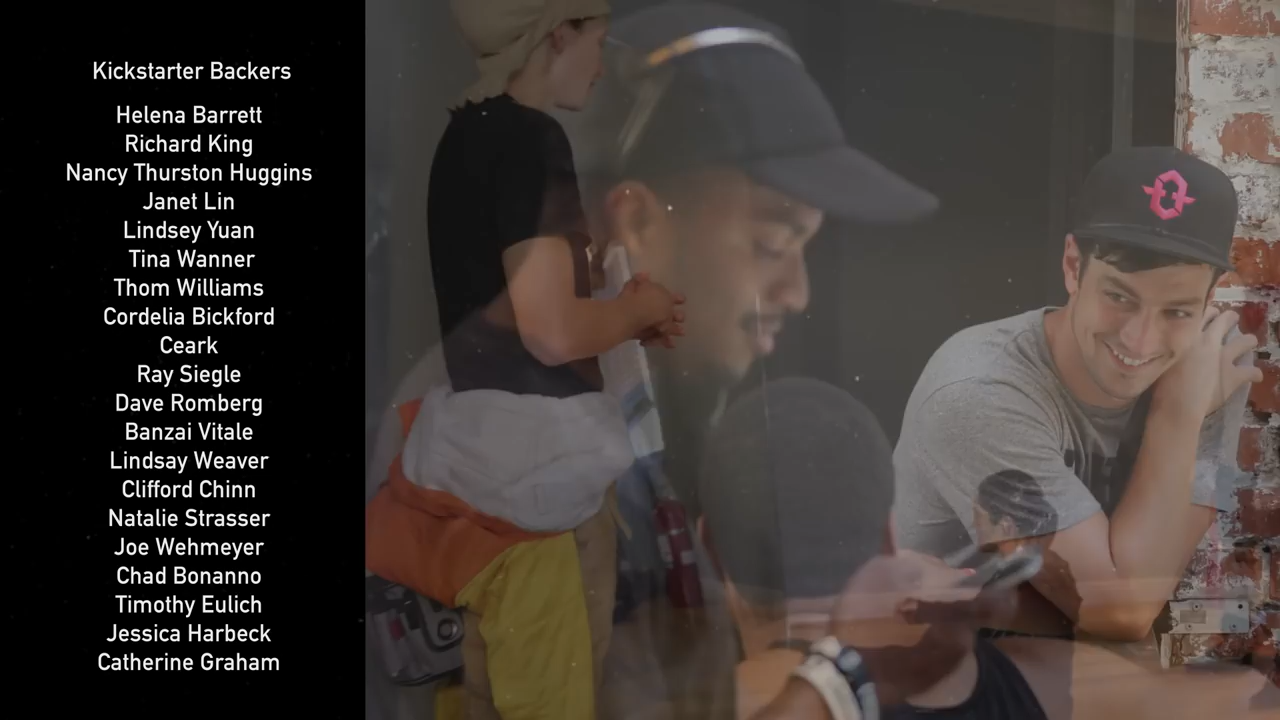 Kickstarter Backers
Helena Barrett
Richard King
Nancy Thurston Huggins
Janet Lin
Lindsey Yuan
Tina Wanner
Thom Williams
Cordelia Bickford
Ceark
Ray Siegle
Dave Romberg
Banzai Vitale
Lindsay Weaver
Clifford Chinn
Natalie Strasser
Joe Wehmeyer
Chad Bonanno
Timothy Eulich
Jessica Harbeck
Catherine Graham